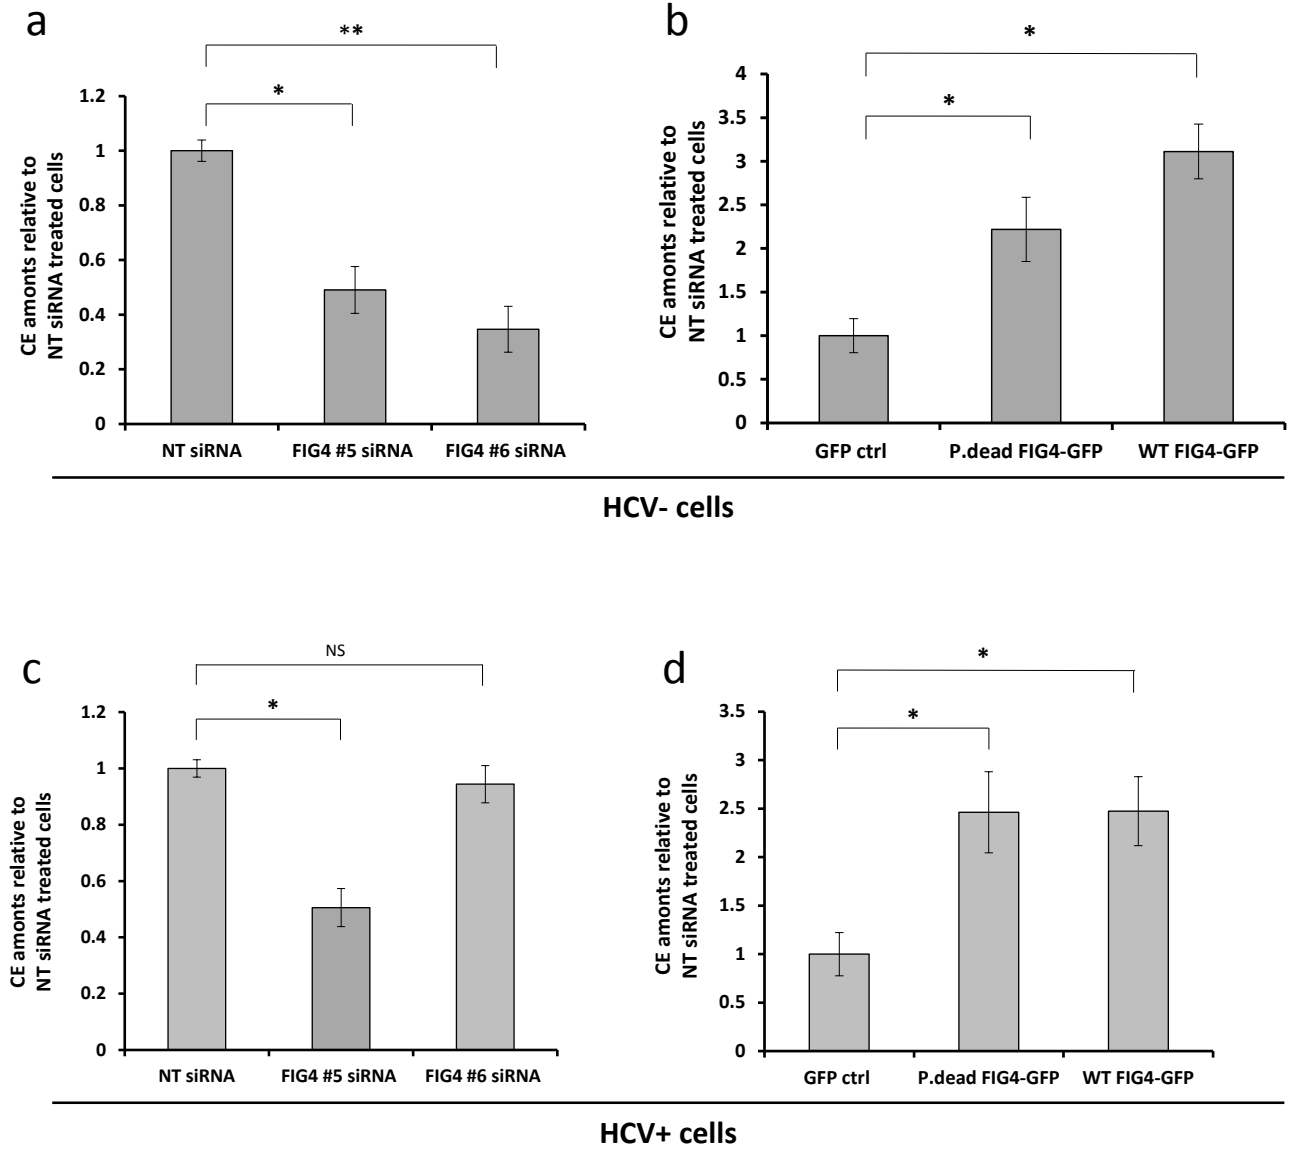 a
**
*
1.2
1
0.8
0.6
0.4
0.2
0
CE amonts relative to
NT siRNA treated cells
NT siRNA
FIG4 #5 siRNA
FIG4 #6 siRNA
b
*
*
4
3.5
3
2.5
2
1.5
1
0.5
0
CE amonts relative to
NT siRNA treated cells
GFP ctrl
P.dead FIG4-GFP
WT FIG4-GFP
HCV- cells
c
NS
*
1.2
1
0.8
0.6
0.4
0.2
0
CE amonts relative to
NT siRNA treated cells
NT siRNA
FIG4 #5 siRNA
FIG4 #6 siRNA
d
*
*
3.5
3
2.5
2
1.5
1
0.5
0
CE amonts relative to
NT siRNA treated cells
GFP ctrl
P.dead FIG4-GFP
WT FIG4-GFP
HCV+ cells